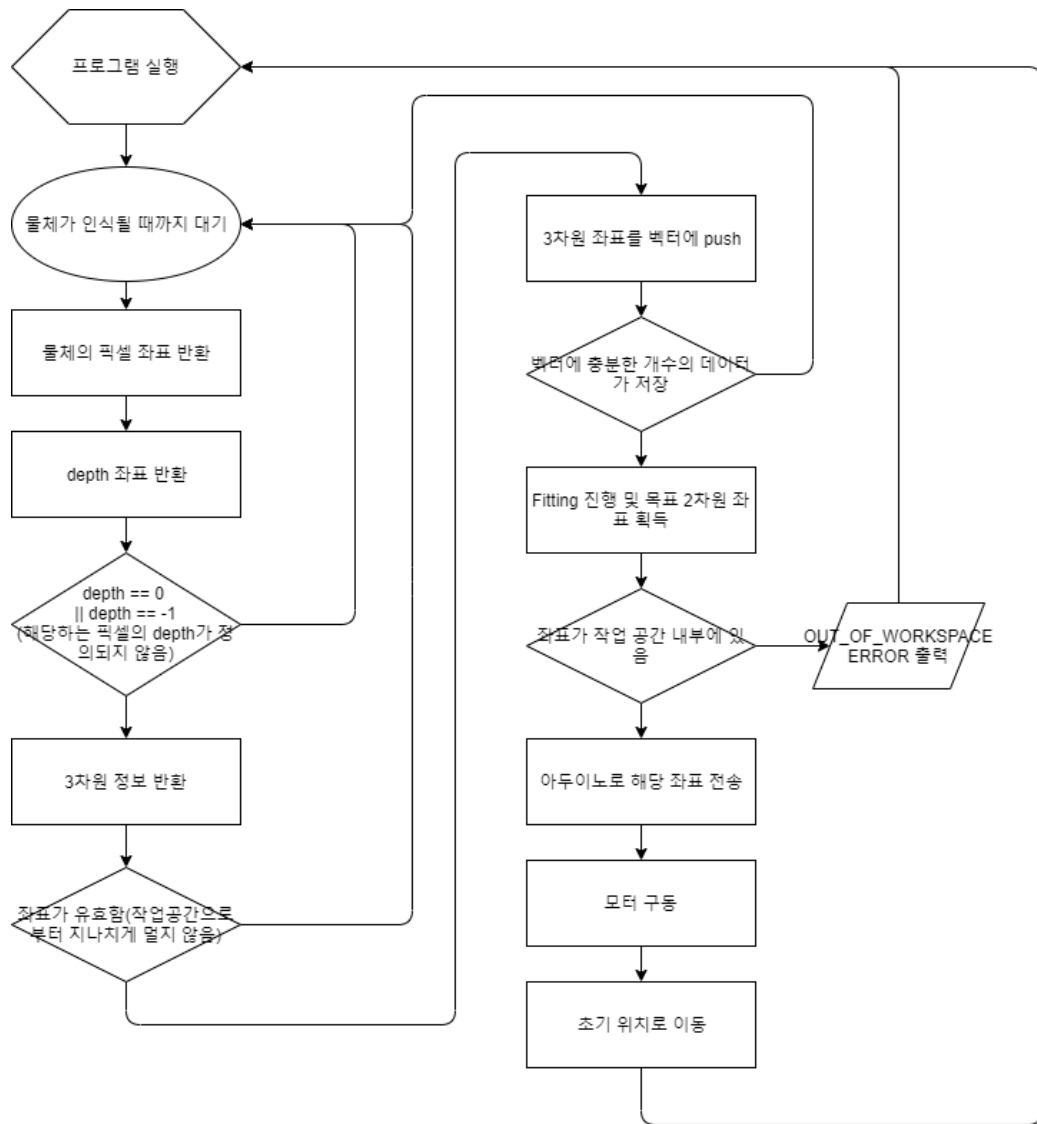 프로그램 실행
물체가 인식될 때까지 대기
물체의 픽셀 좌표 반환
depth 좌표 반환
depth == 0
|| depth == -1
(해당하는 픽셀의 depth가 정
의되지 않음)
3차원 정보 반환
좌표가 유효함(작업공간으로
부터 지나치게 멀지 않음)
3차원 좌표를 벡터에 push
벡터에 충분한 개수의 데이터
가 저장
Fitting 진행 및 목표 2차원 좌
표 획득
좌표가 작업 공간 내부에 있
음
OUT_OF_WORKSPACE
ERROR 출력
아두이노로 해당 좌표 전송
모터 구동
초기 위치로 이동